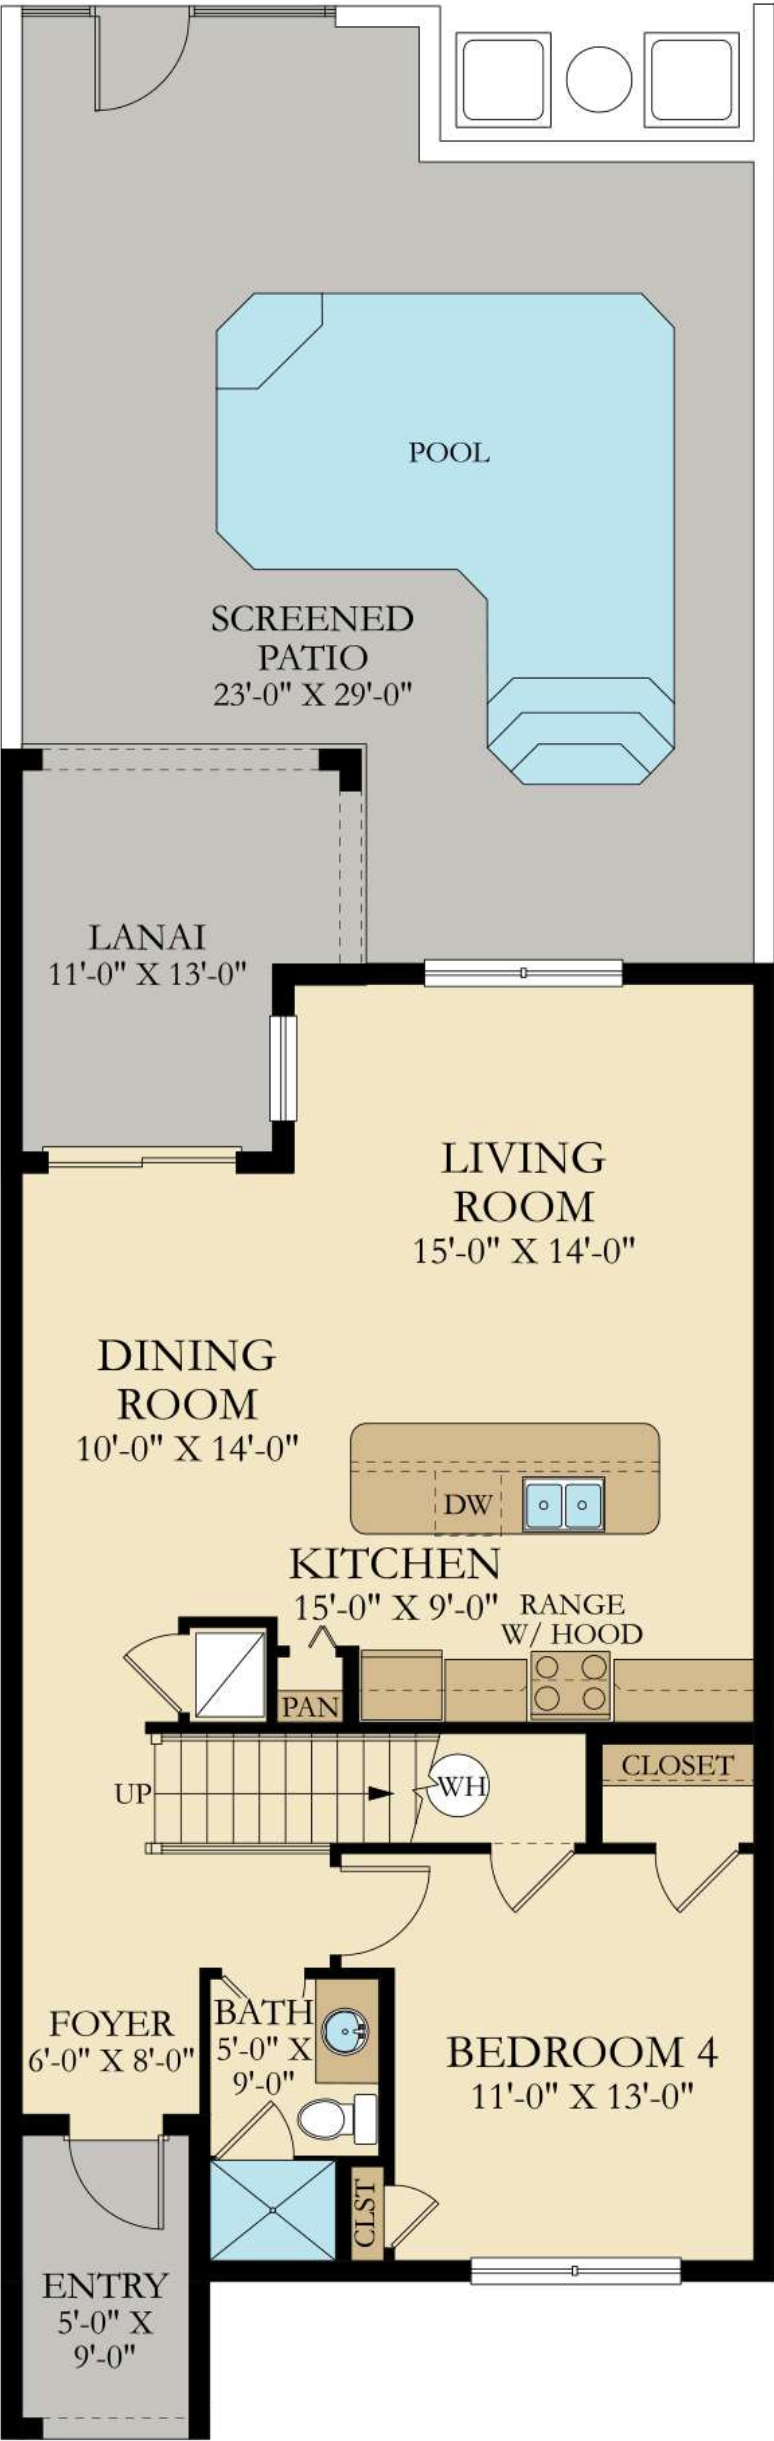 POOL
SCREENED
PATIO
23'-0" X 29'-0"
LANAI
11'-0" X 13'-0"
LIVING
ROOM
15'-0" X 14'-0"
DINING
ROOM
10'-0" X 14'-0"
DW
KITCHEN
15'-0" X 9'-0"
RANGE
W/ HOOD
PAN
CLOSET
UP
WH
BATH
5'-0" X
9'-0"
FOYER
6'-0" X 8'-0"
BEDROOM 4
11'-0" X 13'-0"
CLST
ENTRY
5'-0" X
9'-0"